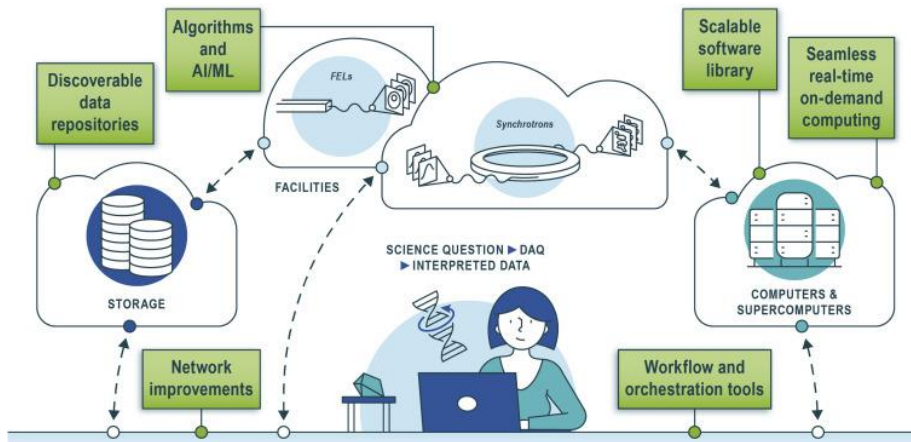 Algorithms
and
AI/ML
Scalable
software
library
Seamless
real-time
on-demand
computing
Discoverable
data
repositories
FELs
Synchrotrons
FACILITIES
SCIENCE QUESTION ▶ DAQ
▶ INTERPRETED DATA
STORAGE
COMPUTERS &
SUPERCOMPUTERS
Network
improvements
Workflow and
orchestration tools